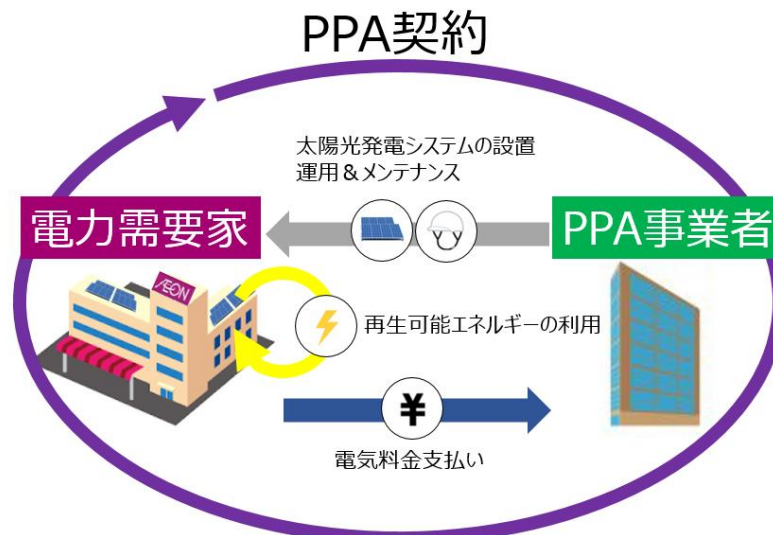 PPA契約
太陽光発電システムの設置
運用&メンテナンス
電力需要家
PPA事業者
ÆON
再生可能エネルギーの利用
¥
電気料金支払い